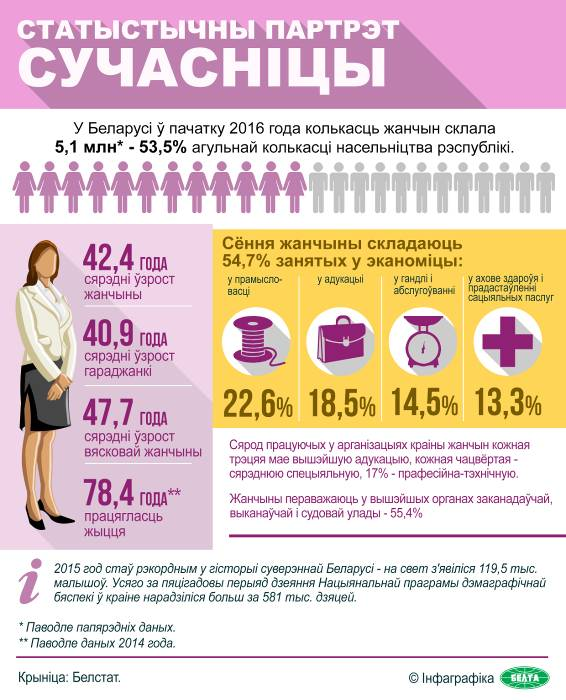 СТАТЫСТЫЧНЫ ПАРТРЭТ
СУЧАСНІЦЫ
У Беларусі ў пачатку 2016 года колькасць жанчын склала
5,1 млн* - 53,5% агульнай колькасці насельніцтва рэспублікі.
42,4 ГОДА
сярэдні ўзрост
жанчыны
40,9 ГОДА
сярэдні ўзрост
гараджанкі
47,7 ГОДА
сярэдні ўзрост
вясковай жанчыны
78,4 ГОДА**
працягласць
жыцця
Сёння жанчыны складаюць
54,7% занятых у эканоміцы:
у прамысло-
васці
22,6%
у адукацыі
18,5%
у гандлі і
абслугоўванні
14,5%
у ахове здароўя і
прадастаўленні
сацыяльных паслуг
13,3%
Сярод працуючых у арганізацыях краіны жанчын кожная
трэцяя мае вышэйшую адукацыю, кожная чацвёртая -
сярэднюю спецыяльную, 17% - прафесійна-тэхнічную.
Жанчыны пераважаюць у вышэйшых органах заканадаўчай,
выканаўчай і судовай улады - 55,4%
i
2015 год стаў рэкордным у гісторыі суверэннай Беларусі - на свет з'явіліся 119,5 тыс.
малышоў. Усяго за пяцігадовы перыяд дзеяння Нацыянальнай праграмы дэмаграфічнай
бяспекі ў краіне нарадзілiся больш за 581 тыс. дзяцей.
* Паводле папярэдніх даных.
** Паводле даных 2014 года.
Крыніца: Белстат.
© Інфаграфіка
БЕЛТА